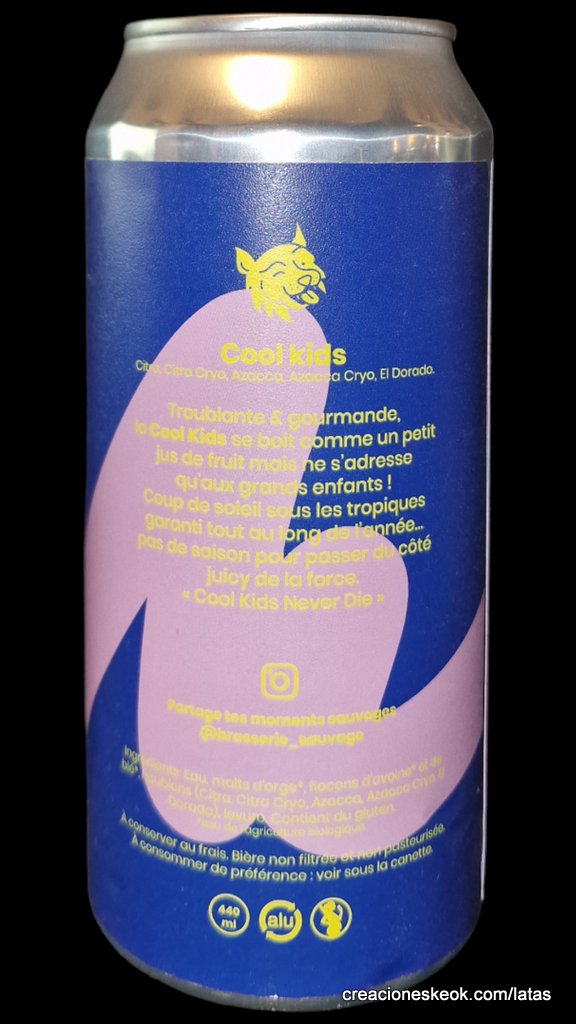 Cool kids
Citra, Citra Cryo, Azacca, Azacca Cryo, El Dorado.
Troublante & gourmande,
la Cool Kids se boit comme un petit
jus de fruit mais ne s'adresse
qu'aux grands enfants !
Coup de soleil sous les tropiques
garanti tout au long de l'année...
pas de saison pour passer du côté
juicy de la force.
« Cool Kids Never Die »
Partage tes moments sauvages
@brasserie_sauvage
Ingrédients: Eau, malts d'orge*, flocons d'avoine* et de
blé*, houblons (Citra, Citra Cryo, Azacca, Azacca Cryo, El
Dorado), levure. Contient du gluten.
*issu de l'agriculture biologique
À conserver au frais. Bière non filtrée et non pasteurisée.
À consommer de préférence : voir sous la canette.
440
ml
alu
creacioneskeok.com/latas